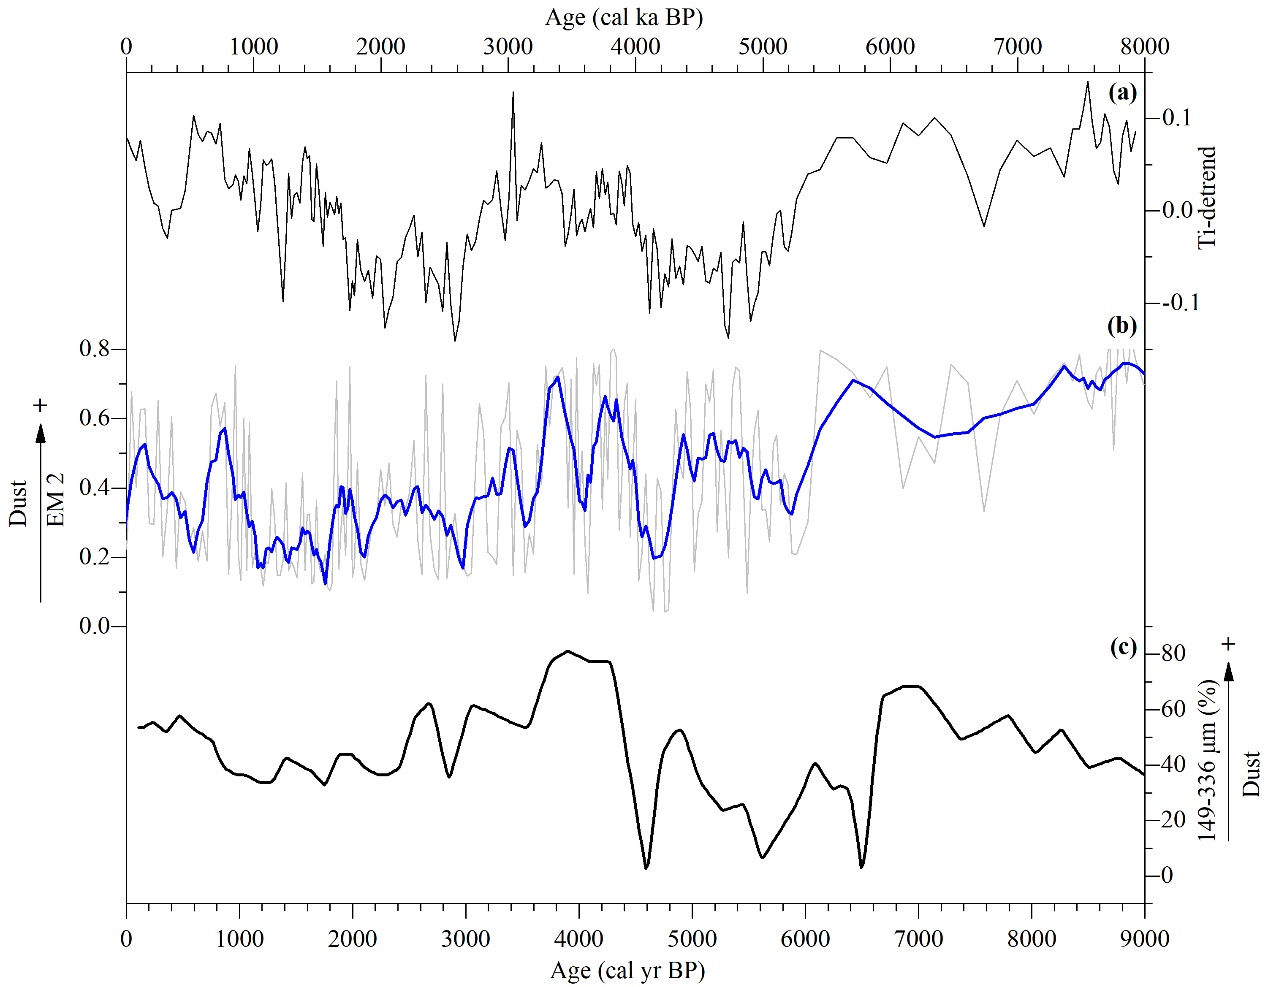 Age (cal ka BP)
0 1000 2000 3000 4000 5000 6000 7000 8000
(a)
0.1
0.0
-0.1
Ti-detrend
(b)
0.8
0.6
0.4
0.2
0.0
Dust
EM 2
+
(c)
80
60
40
20
0
149-336 μm (%)
Dust
+
0 1000 2000 3000 4000 5000 6000 7000 8000 9000
Age (cal yr BP)